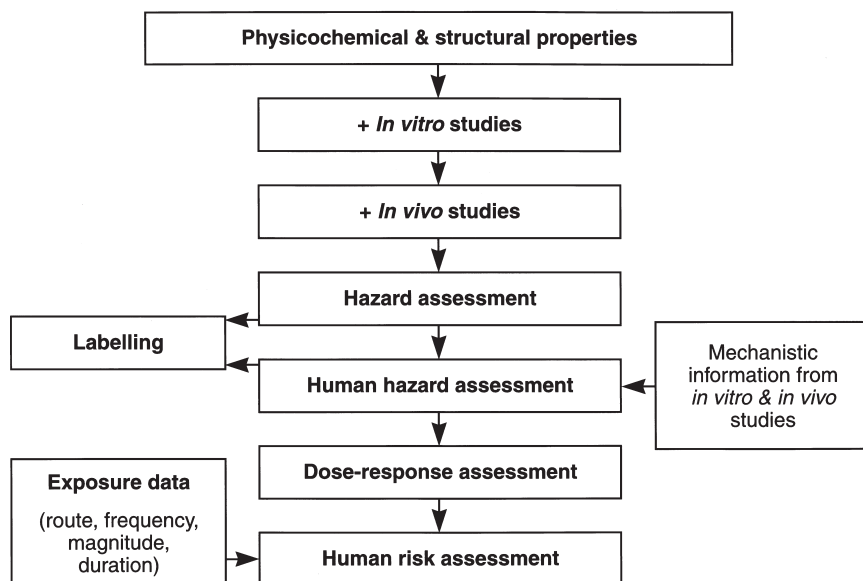 Physicochemical & structural properties
+ In vitro studies
+ In vivo studies
Hazard assessment
Labelling
Human hazard assessment
Mechanistic
information from
in vitro & in vivo
studies
Dose-response assessment
Exposure data
(route, frequency,
magnitude,
duration)
Human risk assessment